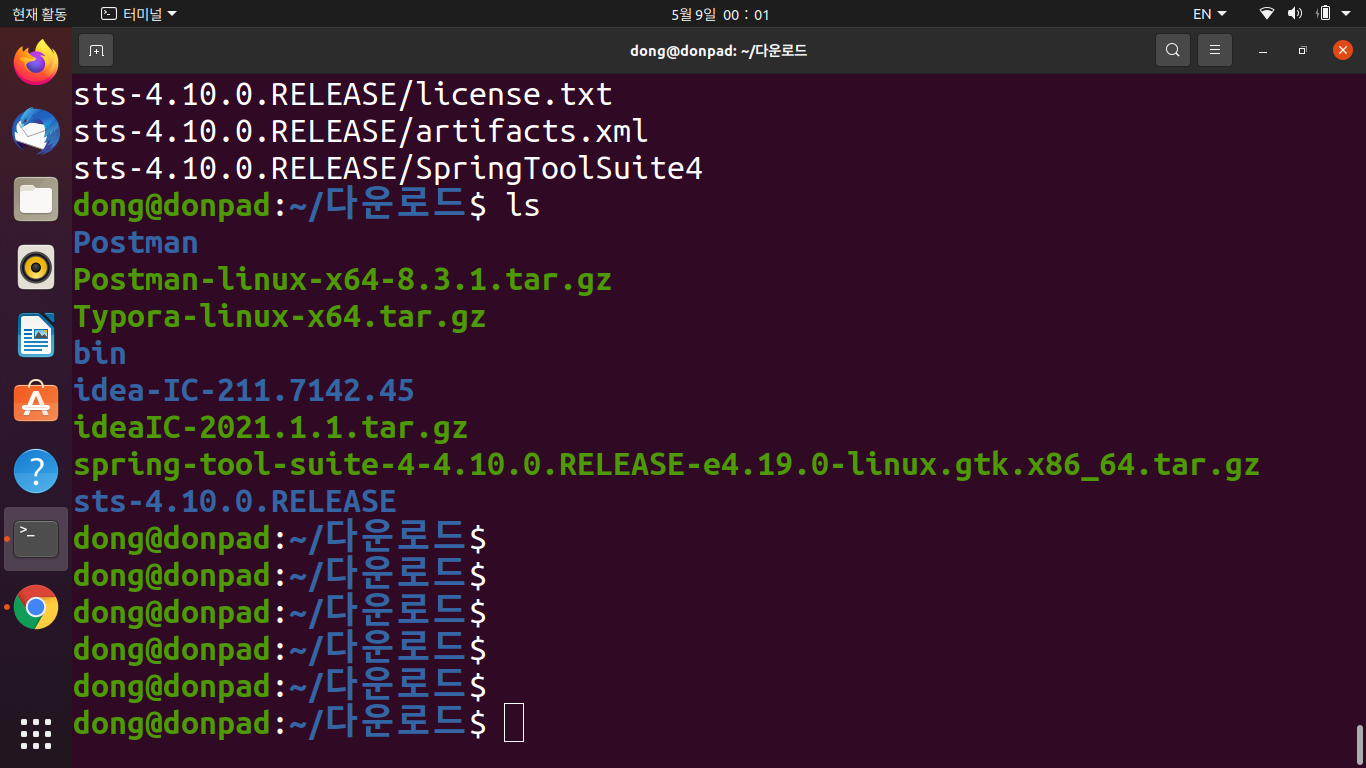 현재 활동 터미널 5월 9일 00 : 01 EN
dong@donpad: ~/다운로드
sts-4.10.0.RELEASE/license.txt
sts-4.10.0.RELEASE/artifacts.xml
sts-4.10.0.RELEASE/SpringToolSuite4
dong@donpad:~/다운로드$ ls
Postman
Postman-linux-x64-8.3.1.tar.gz
Typora-linux-x64.tar.gz
bin
idea-IC-211.7142.45
ideaIC-2021.1.1.tar.gz
spring-tool-suite-4-4.10.0.RELEASE-e4.19.0-linux.gtk.x86_64.tar.gz
sts-4.10.0.RELEASE
dong@donpad:~/다운로드$
dong@donpad:~/다운로드$
dong@donpad:~/다운로드$
dong@donpad:~/다운로드$
dong@donpad:~/다운로드$
dong@donpad:~/다운로드$